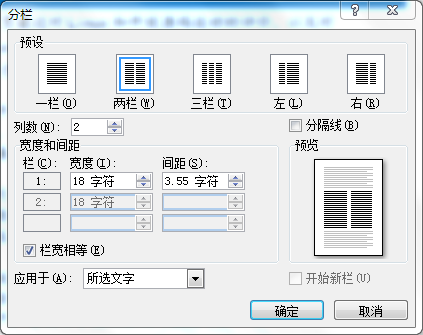 分栏
预设
一栏(O) 两栏(W) 三栏(T) 左(L) 右(R)
列数(N): 2 分隔线(B)
宽度和间距 预览
栏(C): 宽度(I): 间距(S):
1: 18 字符 3.55 字符
2: 18 字符
栏宽相等(E)
应用于(A): 所选文字 开始新栏(U)
确定 取消